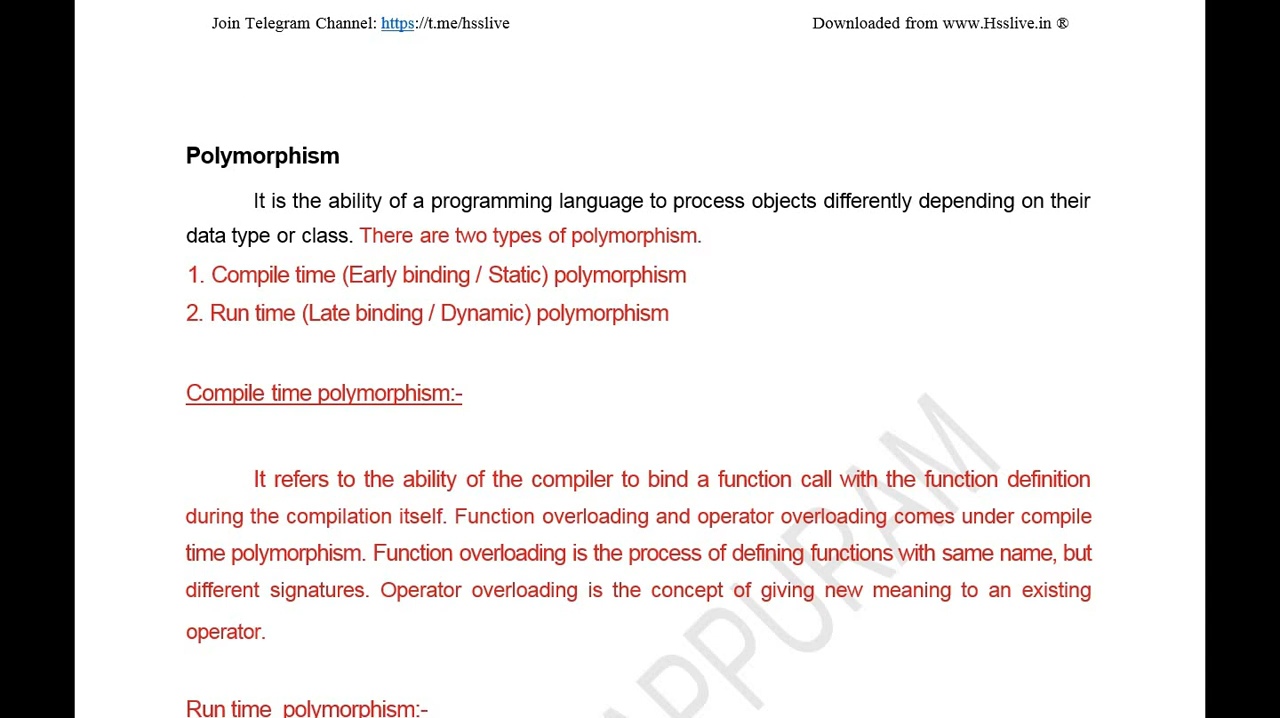 Join Telegram Channel: https://t.me/hsslive Downloaded from www.Hsslive.in ®
Polymorphism
It is the ability of a programming language to process objects differently depending on their
data type or class. There are two types of polymorphism.
1. Compile time (Early binding / Static) polymorphism
2. Run time (Late binding / Dynamic) polymorphism
Compile time polymorphism:-
It refers to the ability of the compiler to bind a function call with the function definition
during the compilation itself. Function overloading and operator overloading comes under compile
time polymorphism. Function overloading is the process of defining functions with same name, but
different signatures. Operator overloading is the concept of giving new meaning to an existing
operator.
Run time polymorphism:-